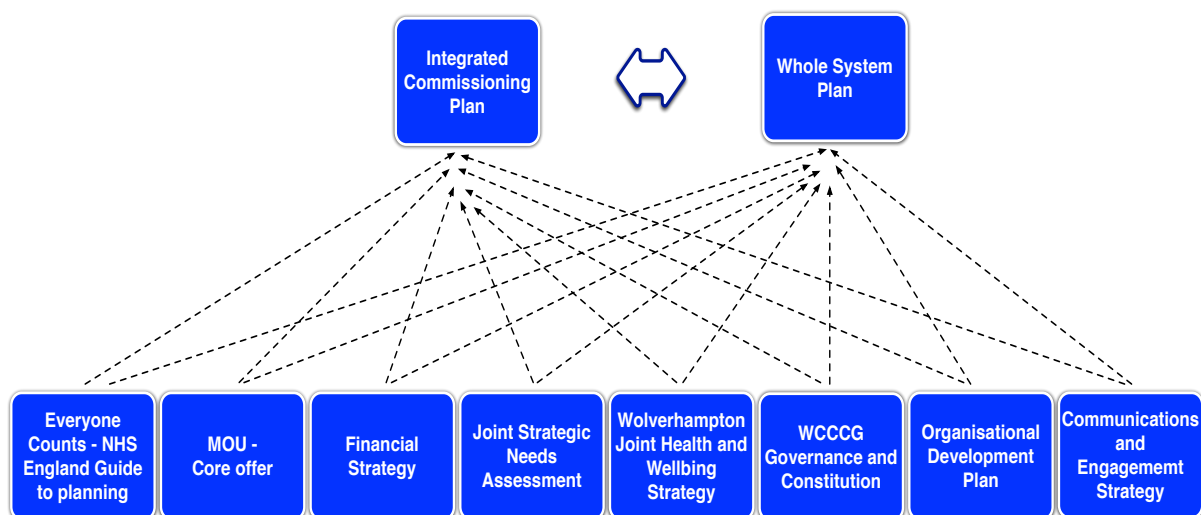 Integrated
Commissioning
Plan
Whole System
Plan
Everyone
Counts - NHS
England Guide
to planning
MOU -
Core offer
Financial
Strategy
Joint Strategic
Needs
Assessment
Wolverhampton
Joint Health and
Wellbing
Strategy
WCCCG
Governance and
Constitution
Organisational
Development
Plan
Communications
and
Engagememt
Strategy